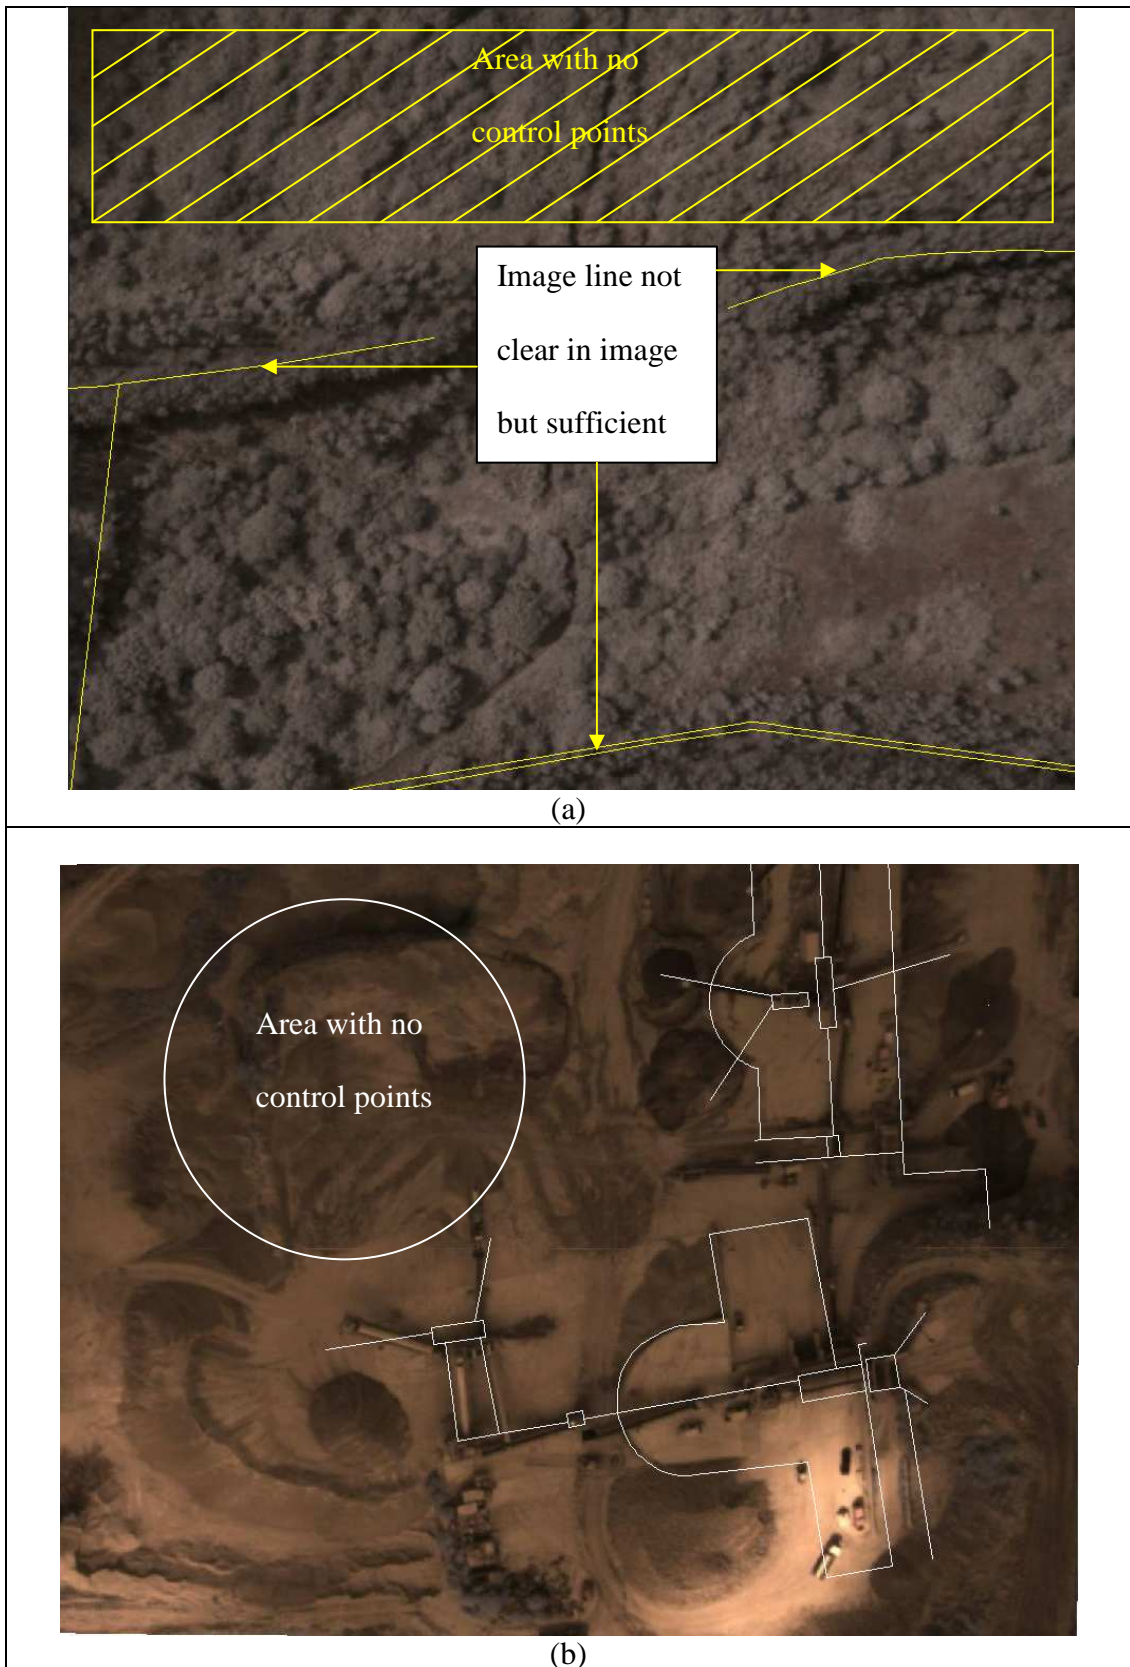 Area with no
control points
Image line not
clear in image
but sufficient
(a)
Area with no
control points
(b)